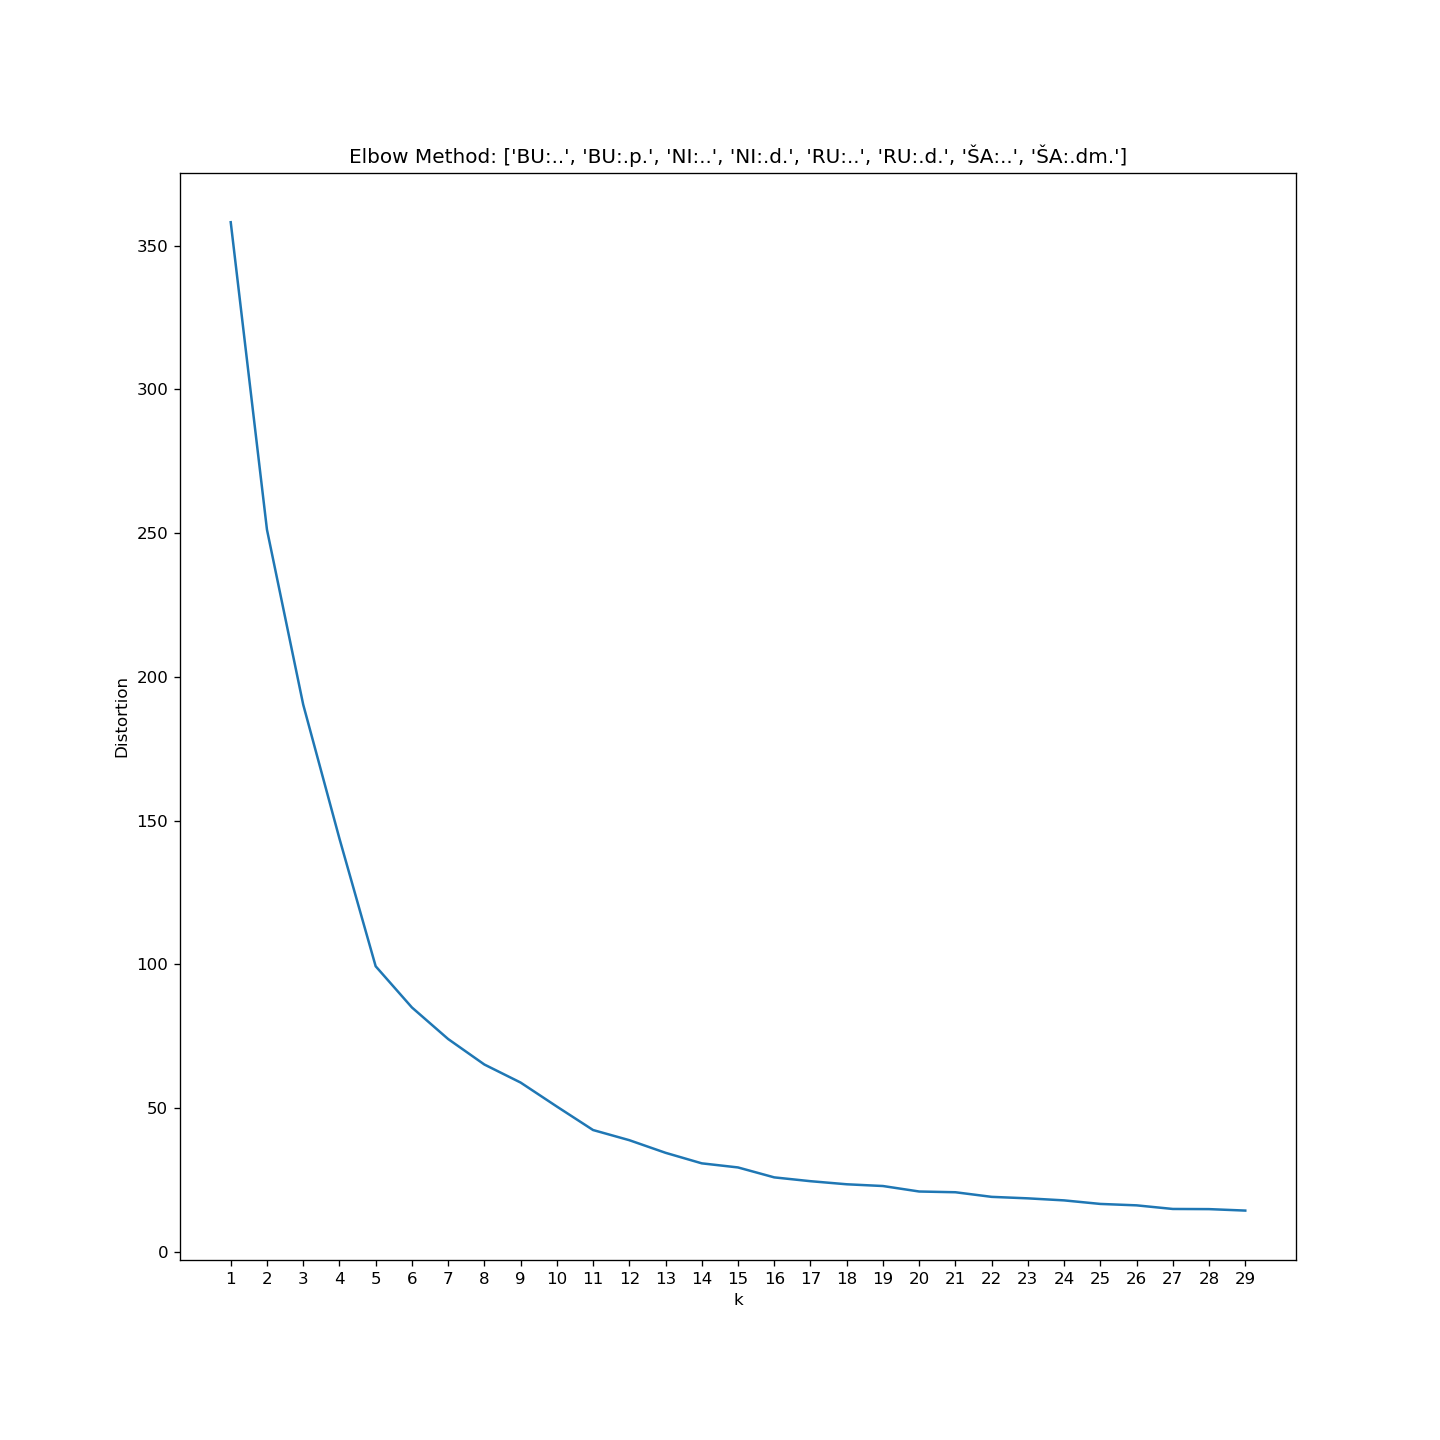 Elbow Method: ['BU:..', 'BU:.p.', 'NI:..', 'NI:.d.', 'RU:..', 'RU:.d.', 'ŠA:..', 'ŠA:.dm.']
350
300
250
200
150
100
50
0
Distortion
1 2 3 4 5 6 7 8 9 10 11 12 13 14 15 16 17 18 19 20 21 22 23 24 25 26 27 28 29
k